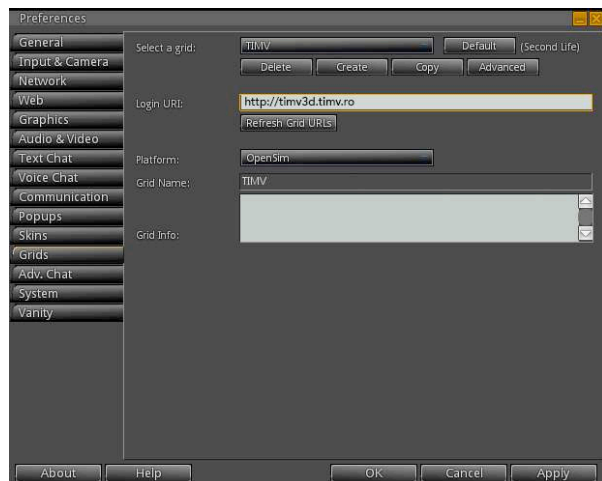 Preferences
General
Input & Camera
Network
Web
Graphics
Audio & Video
Text Chat
Voice Chat
Communication
Popups
Skins
Grids
Adv. Chat
System
Vanity
Select a grid: TIMV Default (Second Life)
Delete Create Copy Advanced
Login URI: http://timv3d.timv.ro
Refresh Grid URLs
Platform: OpenSim
Grid Name: TIMV
Grid Info:
About Help OK Cancel Apply